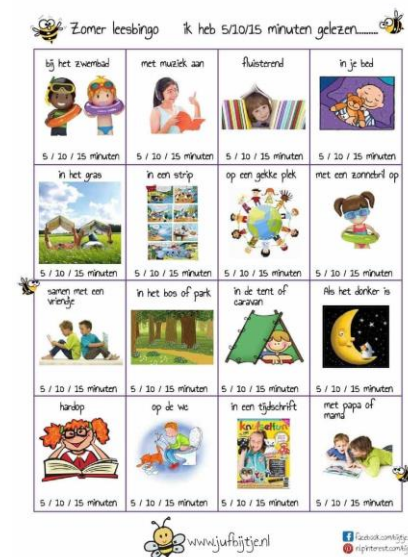 Zomer leesbingo ik heb 5/10/15 minuten gelezen.........
bij het zwembad met muziek aan fluisterend in je bed
5 / 10 / 15 minuten 5 / 10 / 15 minuten 5 / 10 / 15 minuten 5 / 10 / 15 minuten
in het gras in een strip op een gekke plek met een zonnebril op
5 / 10 / 15 minuten 5 / 10 / 15 minuten 5 / 10 / 15 minuten 5 / 10 / 15 minuten
samen met een
vriendje
in het bos of park
in de tent of
caravan
Als het donker is
5 / 10 / 15 minuten 5 / 10 / 15 minuten 5 / 10 / 15 minuten 5 / 10 / 15 minuten
hardop op de wc in een tijdschrift
met papa of
mama
knutselfun
5 / 10 / 15 minuten 5 / 10 / 15 minuten 5 / 10 / 15 minuten 5 / 10 / 15 minuten
www.jufbijtje.nl